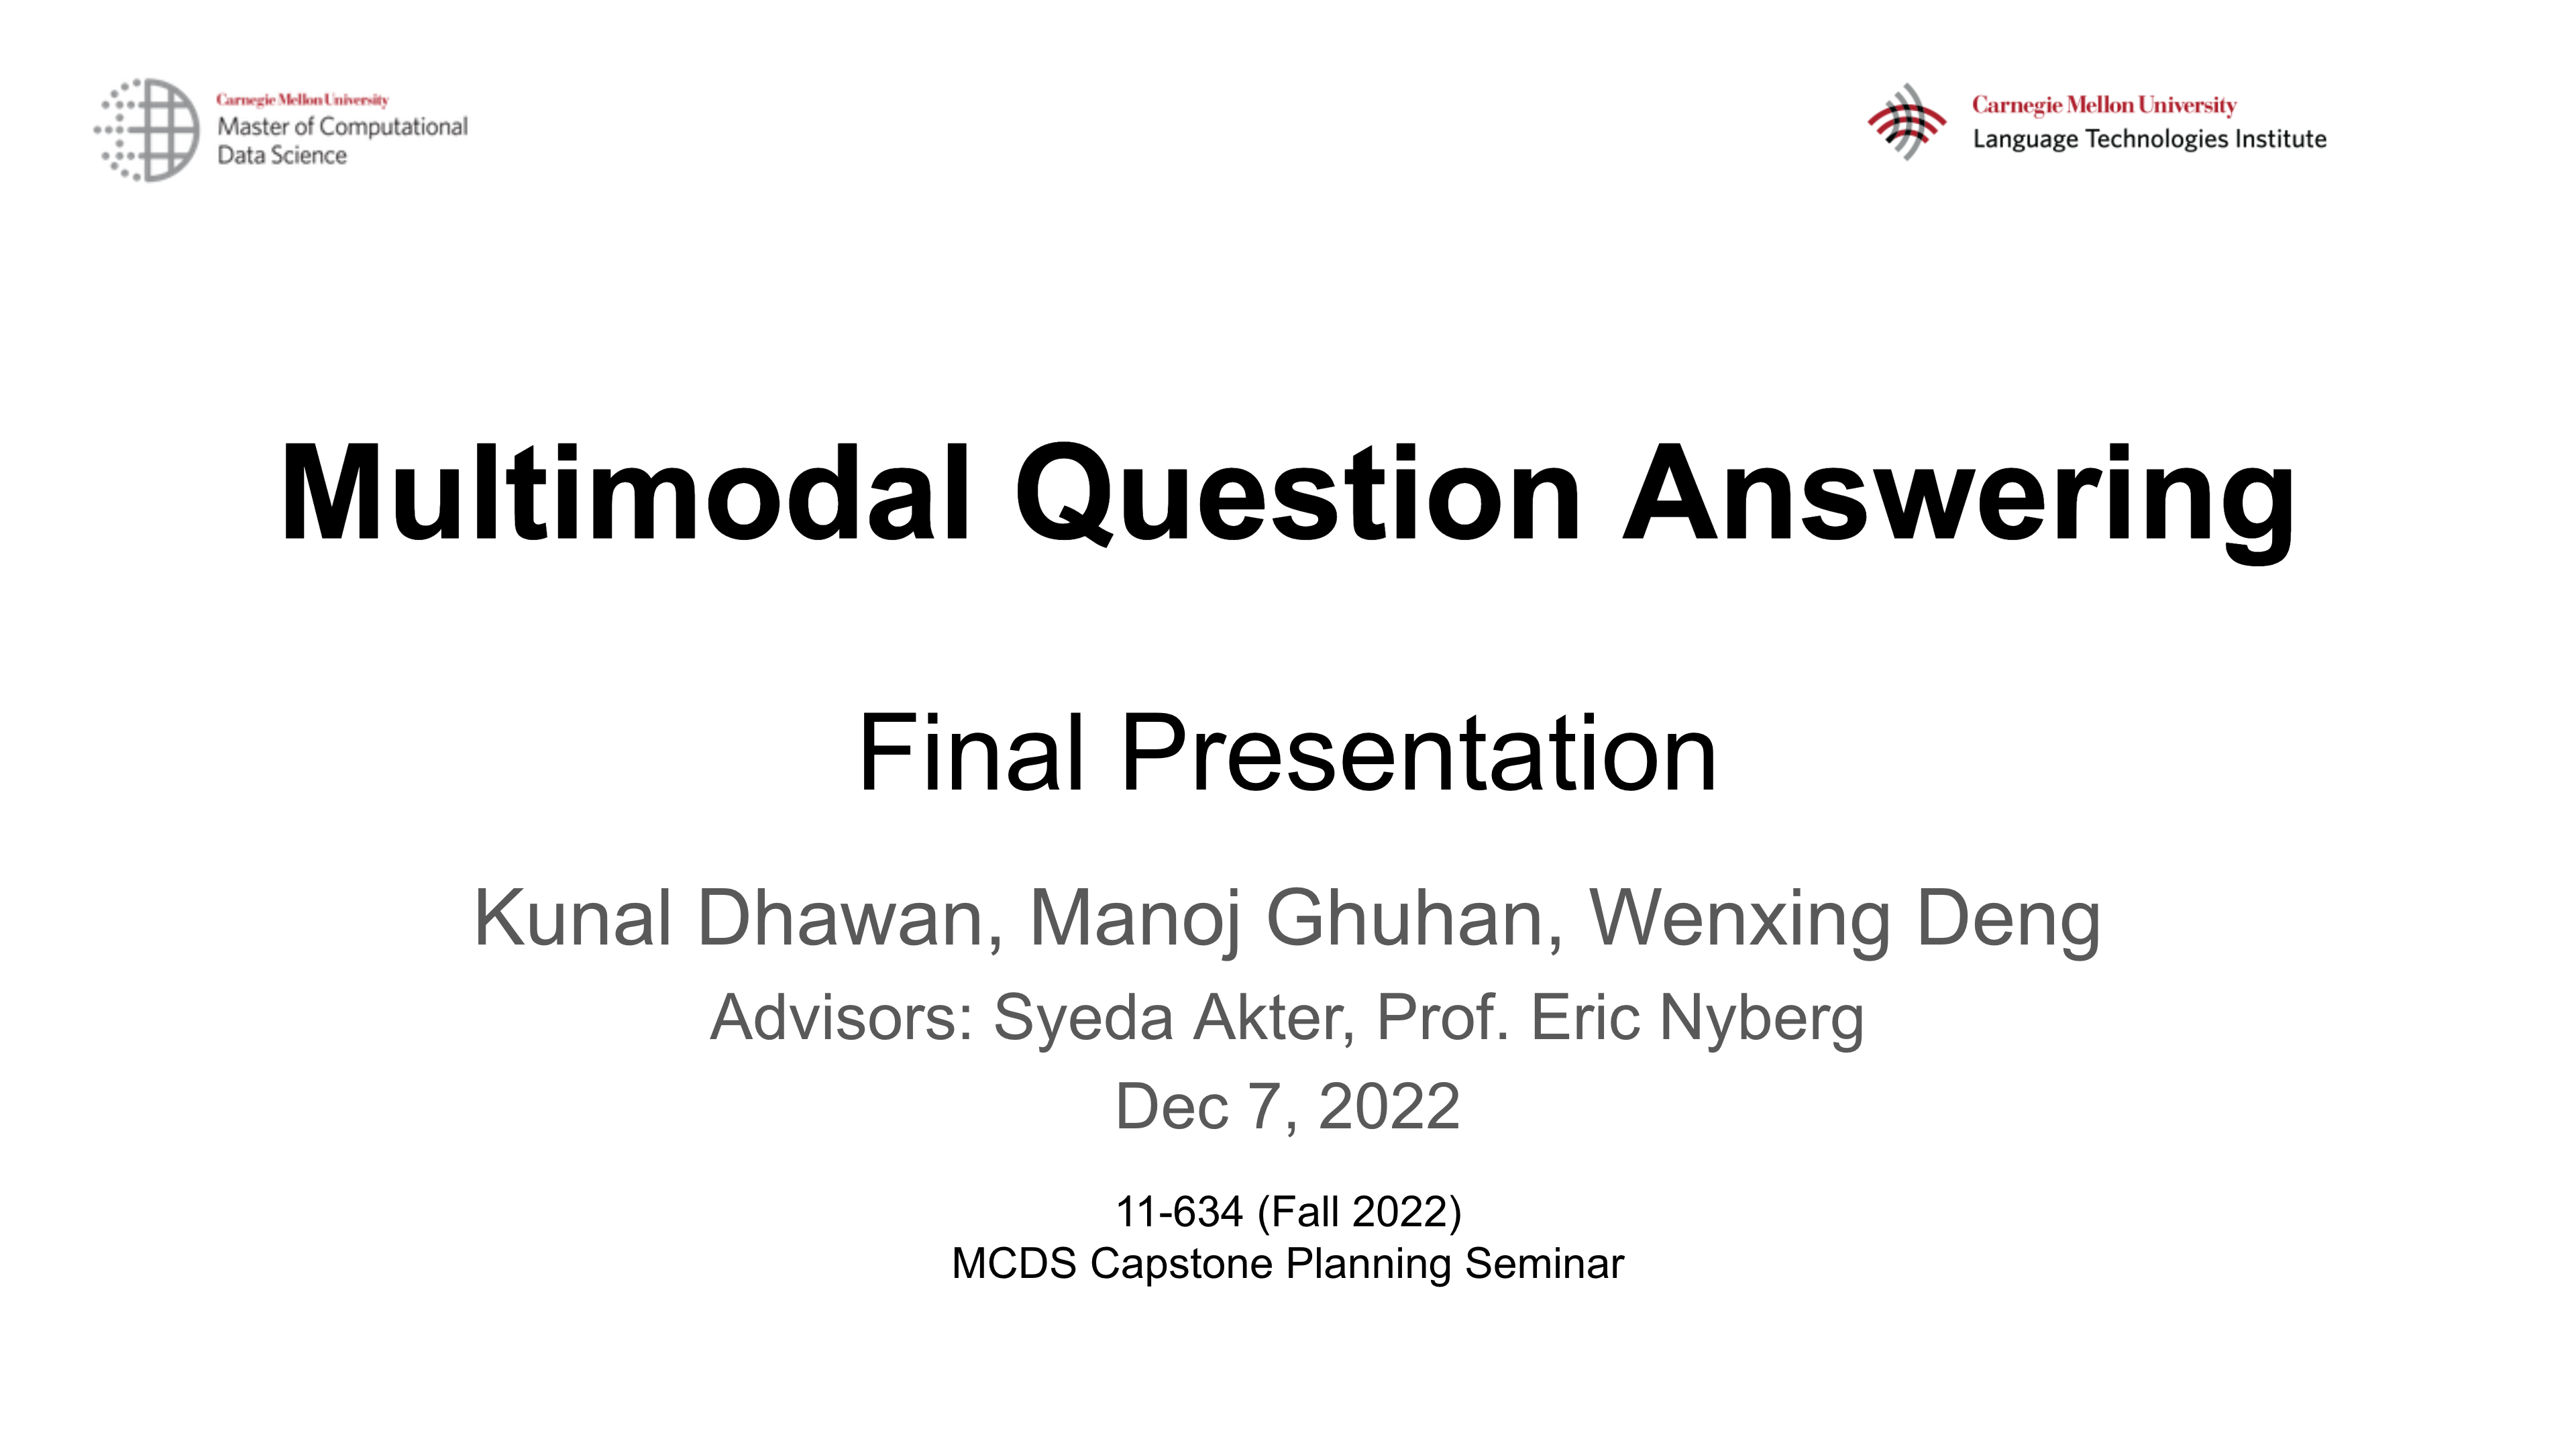 Carnegie Mellon University
Master of Computational
Data Science
Carnegie Mellon University
Language Technologies Institute
Multimodal Question Answering
Final Presentation
Kunal Dhawan, Manoj Ghuhan, Wenxing Deng
Advisors: Syeda Akter, Prof. Eric Nyberg
Dec 7, 2022
11-634 (Fall 2022)
MCDS Capstone Planning Seminar